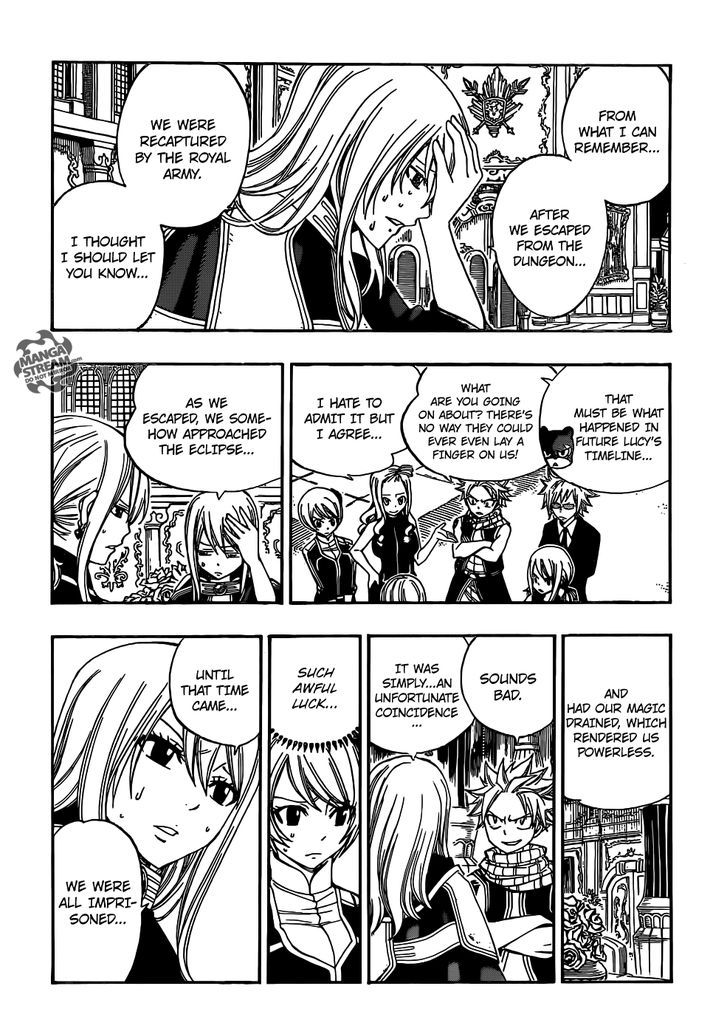 FROM
WHAT I CAN
REMEMBER...
AFTER
WE ESCAPED
FROM THE
DUNGEON...
WE WERE
RECAPTURED
BY THE ROYAL
ARMY.
I THOUGHT
I SHOULD LET
YOU KNOW...
THAT
MUST BE WHAT
HAPPENED IN
FUTURE LUCY'S
TIMELINE...
WHAT
ARE YOU GOING
ON ABOUT? THERE'S
NO WAY THEY COULD
EVER EVEN LAY A
FINGER ON US!
I HATE TO
ADMIT IT BUT
I AGREE...
AS WE
ESCAPED, WE SOME-
HOW APPROACHED
THE ECLIPSE...
AND
HAD OUR MAGIC
DRAINED, WHICH
RENDERED US
POWERLESS.
SOUNDS
BAD.
IT WAS
SIMPLY...AN
UNFORTUNATE
COINCIDENCE
...
SUCH
AWFUL
LUCK...
UNTIL
THAT TIME
CAME...
WE WERE
ALL IMPRI-
SONED...
MANGA
STREAM.com